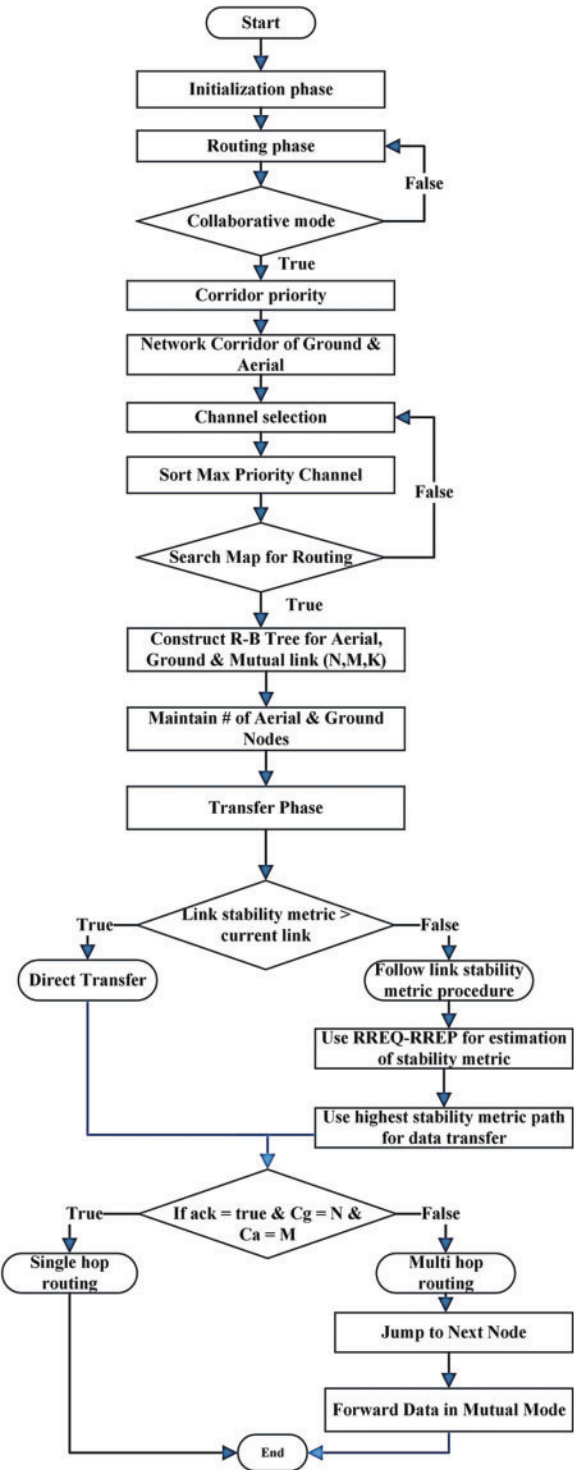 Start
Initialization phase
Routing phase
False
Collaborative mode
True
Corridor priority
Network Corridor of Ground &
Aerial
Channel selection
Sort Max Priority Channel
False
Search Map for Routing
True
Construct R-B Tree for Aerial,
Ground & Mutual link (N,M,K)
Maintain # of Aerial & Ground
Nodes
Transfer Phase
Link stability metric >
current link
True
False
Direct Transfer
Follow link stability
metric procedure
Use RREQ-RREP for estimation
of stability metric
Use highest stability metric path
for data transfer
If ack = true & Cg = N &
Ca = M
True
False
Single hop
routing
Multi hop
routing
Jump to Next Node
Forward Data in Mutual Mode
End